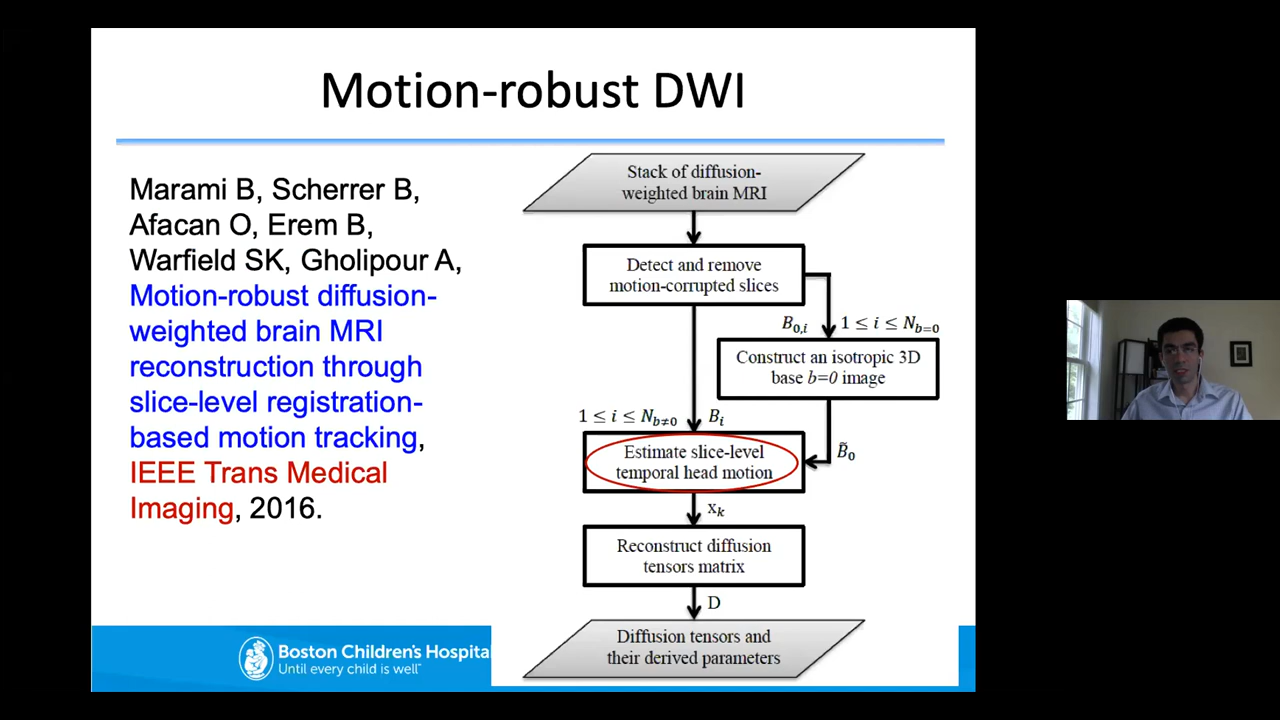 Motion-robust DWI
Marami B, Scherrer B,
Afacan O, Erem B,
Warfield SK, Gholipour A,
Motion-robust diffusion-
weighted brain MRI
reconstruction through
slice-level registration-
based motion tracking,
IEEE Trans Medical
Imaging, 2016.
Stack of diffusion-
weighted brain MRI
Detect and remove
motion-corrupted slices
B₀,ᵢ 1 ≤ i ≤ N_{b=0}
Construct an isotropic 3D
base b=0 image
1 ≤ i ≤ N_{b≠0} Bᵢ
B̃₀
Estimate slice-level
temporal head motion
xₖ
Reconstruct diffusion
tensors matrix
D
Diffusion tensors and
their derived parameters
Boston Children's Hospital
Until every child is well™